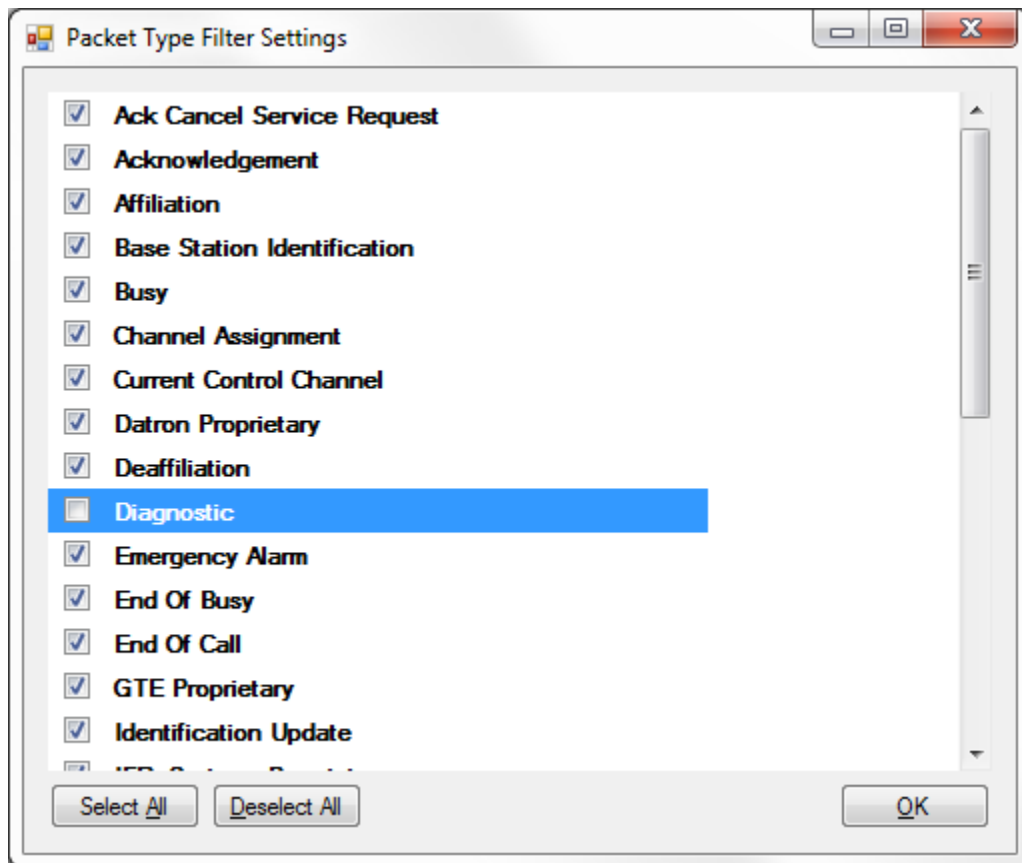 Packet Type Filter Settings
Ack Cancel Service Request
Acknowledgement
Affiliation
Base Station Identification
Busy
Channel Assignment
Current Control Channel
Datron Proprietary
Deaffiliation
Diagnostic
Emergency Alarm
End Of Busy
End Of Call
GTE Proprietary
Identification Update
Select All
Deselect All
OK